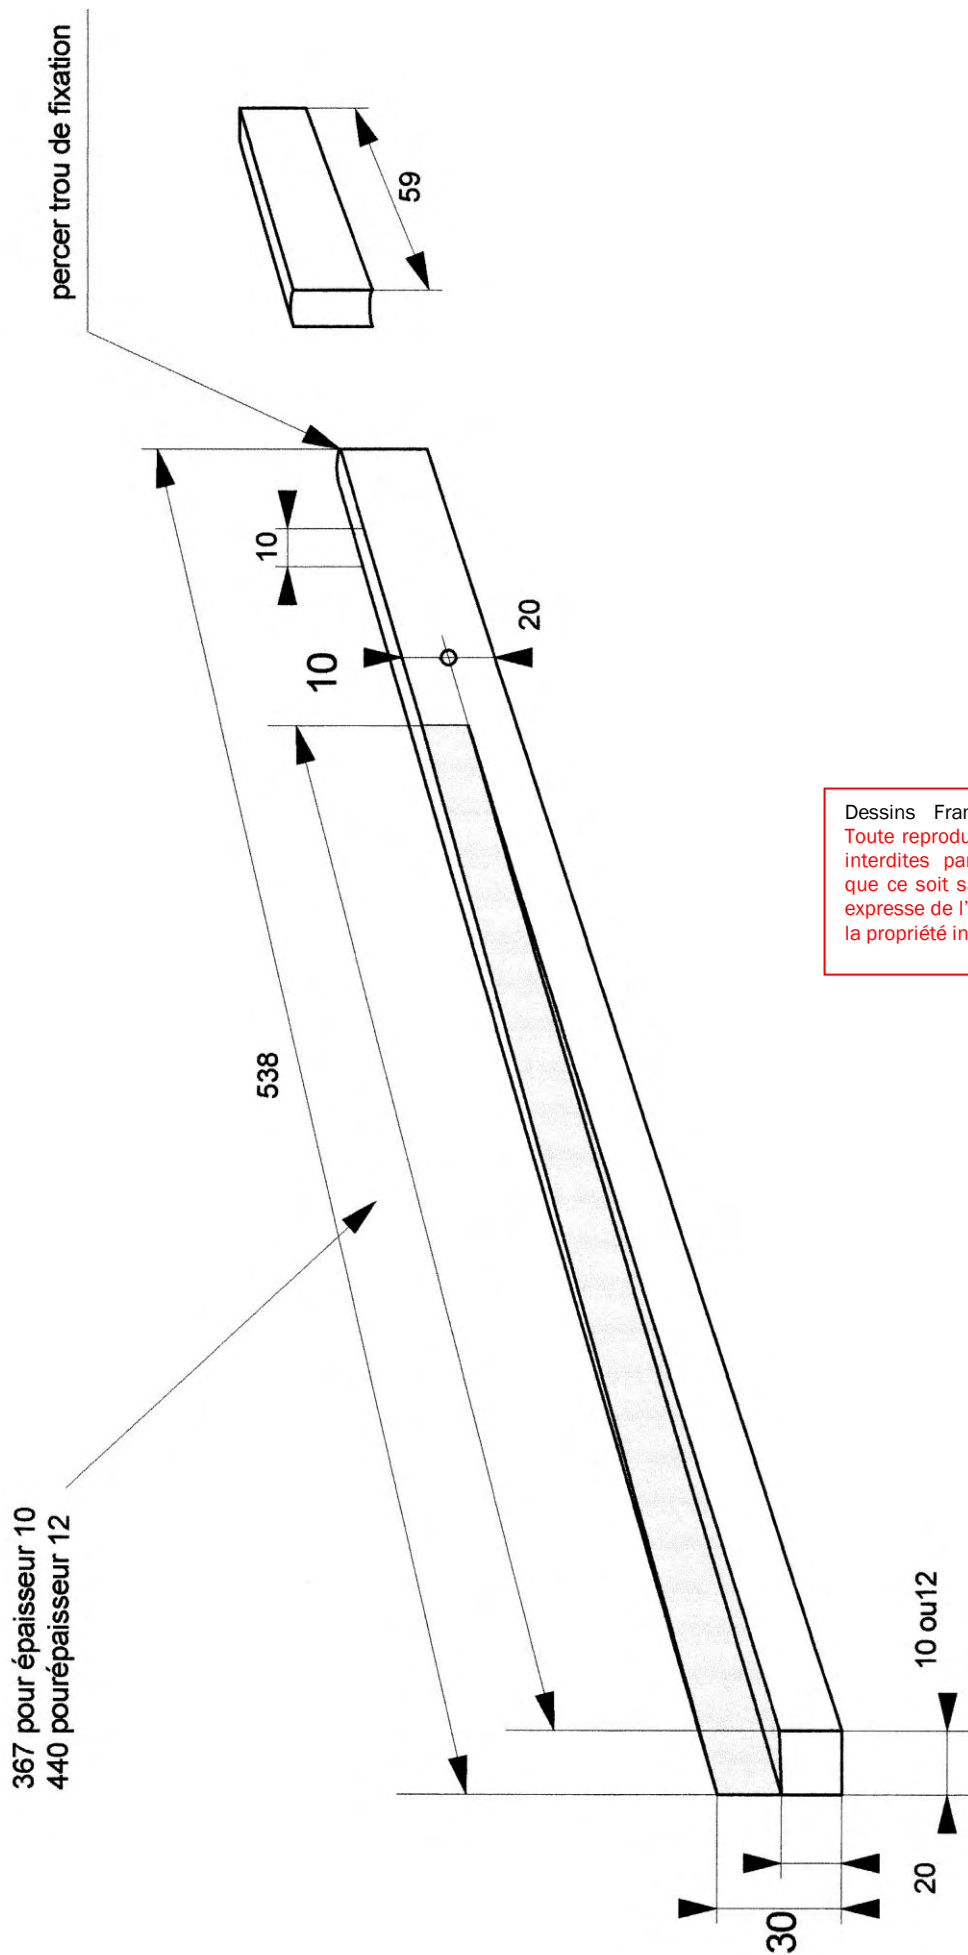 percer trou de fixation
59
10
10
20
538
367 pour épaisseur 10
440 pourépaisseur 12
10 ou12
20
30
Dessins
Toute
interdites
que ce soit
expresse de
la propriété